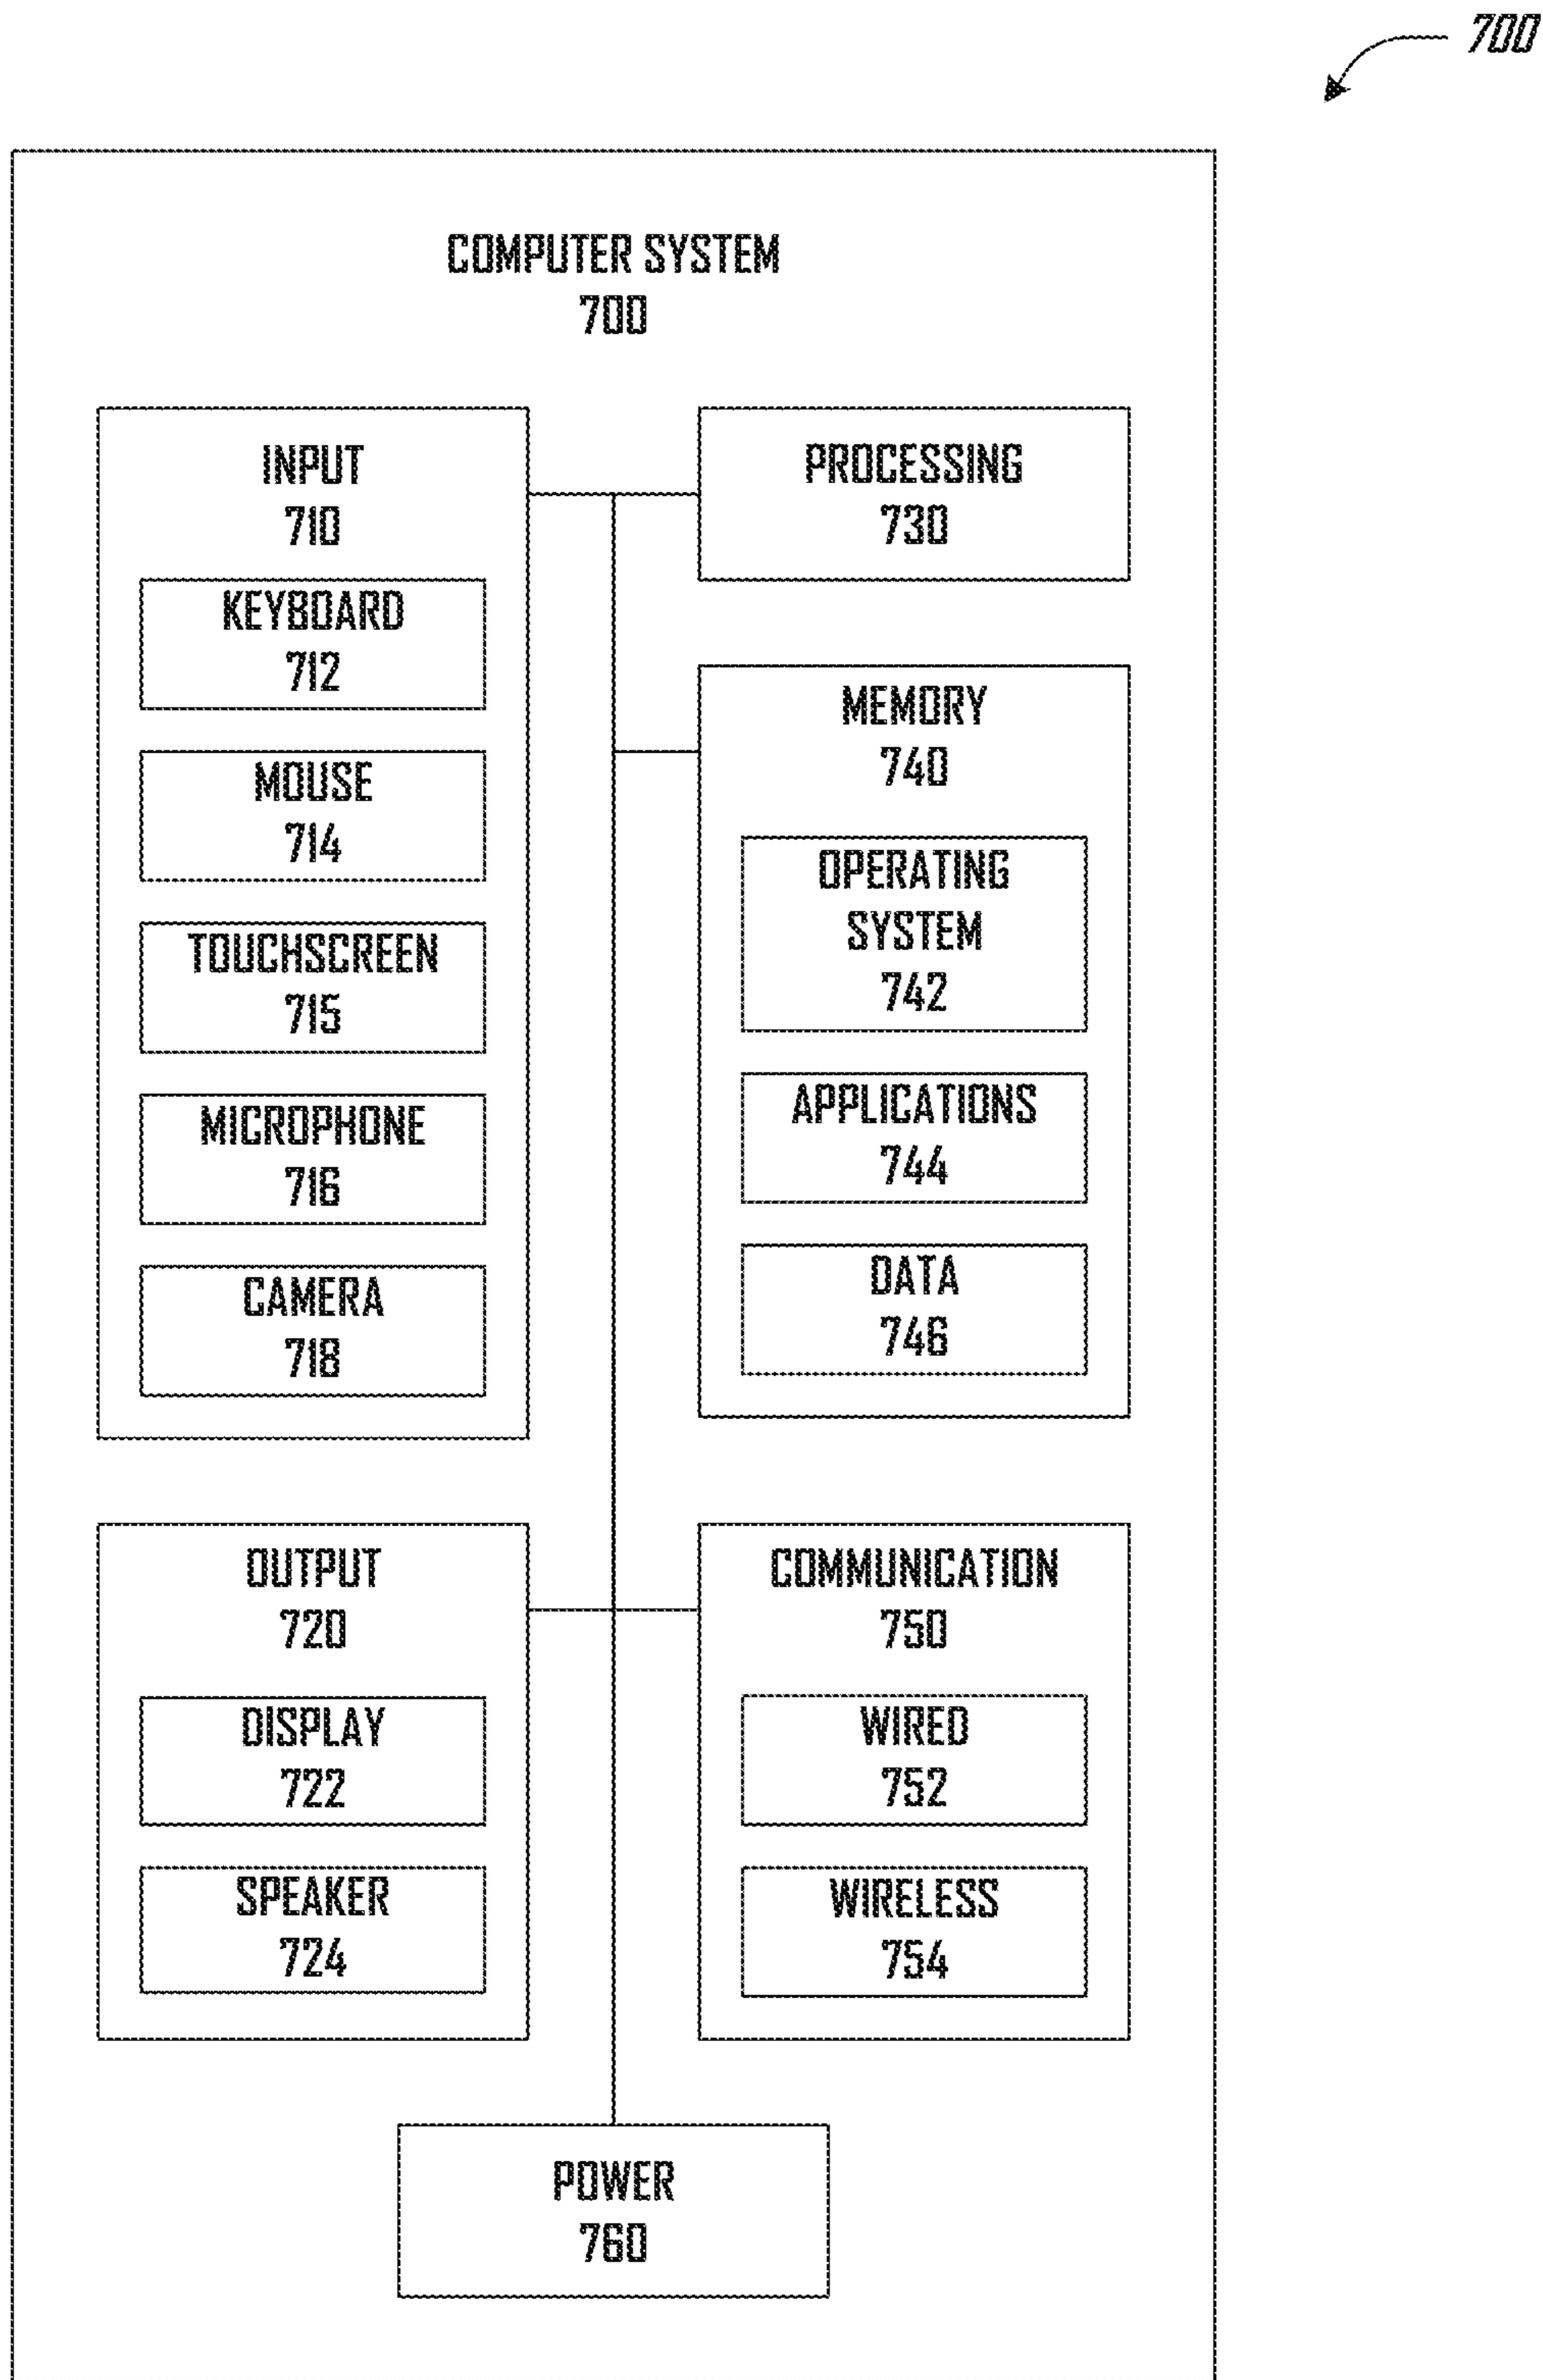 700
COMPUTER SYSTEM
700
INPUT
710
KEYBOARD
712
MOUSE
714
TOUCHSCREEN
715
MICROPHONE
716
CAMERA
718
PROCESSING
730
MEMORY
740
OPERATING
SYSTEM
742
APPLICATIONS
744
DATA
746
OUTPUT
720
DISPLAY
722
SPEAKER
724
COMMUNICATION
750
WIRED
752
WIRELESS
754
POWER
760